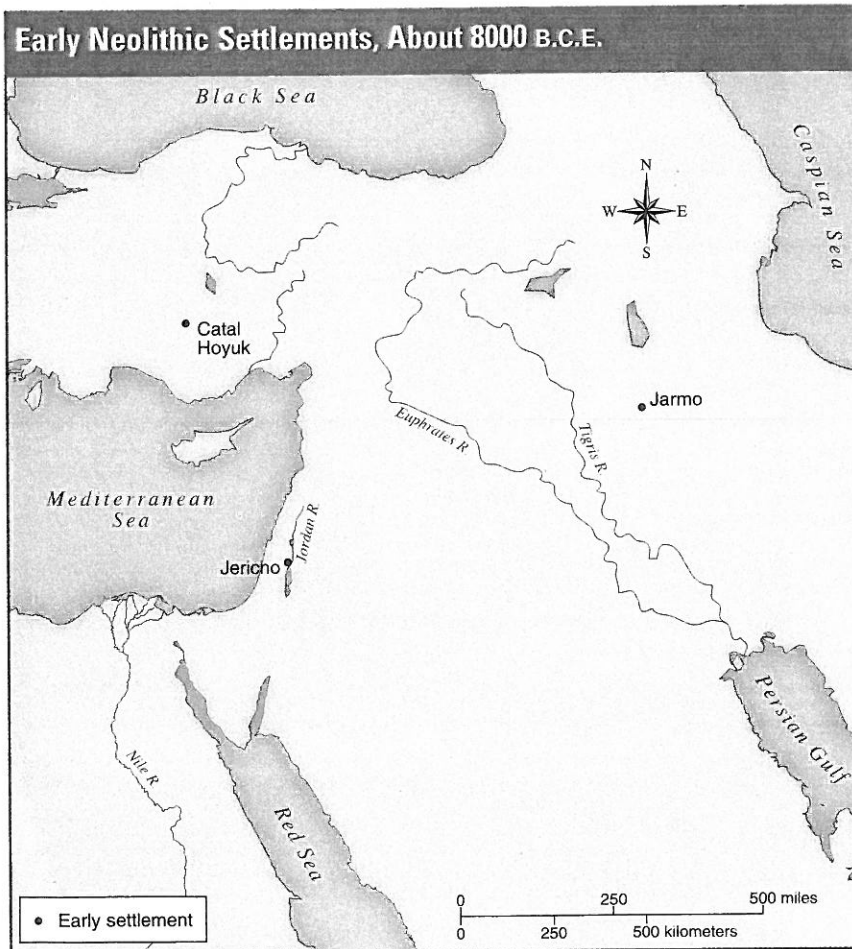 Early Neolithic Settlements, About 8000 B.C.E.
Black Sea
Caspian Sea
N
W E
S
Catal
Hoyuk
Jarmo
Euphrates R
Tigris R
Mediterranean
Sea
Jordan R
Jericho
Persian Gulf
Nile R
Red Sea
Early settlement
0 250 500 miles
0 250 500 kilometers